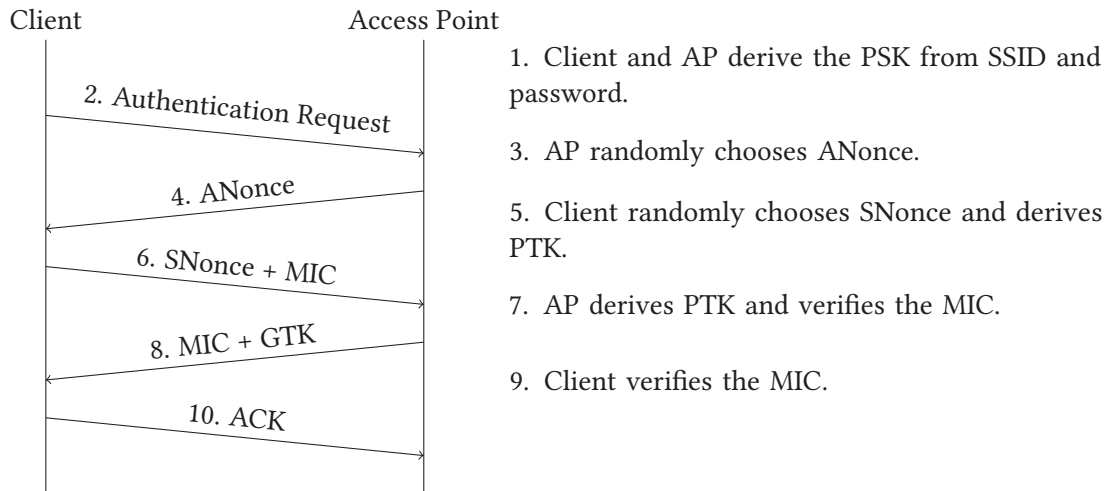 Client
Access Point
1. Client and AP derive the PSK from SSID and
password.
2. Authentication Request
3. AP randomly chooses ANonce.
4. ANonce
5. Client randomly chooses SNonce and derives
PTK.
6. SNonce + MIC
7. AP derives PTK and verifies the MIC.
8. MIC + GTK
9. Client verifies the MIC.
10. ACK